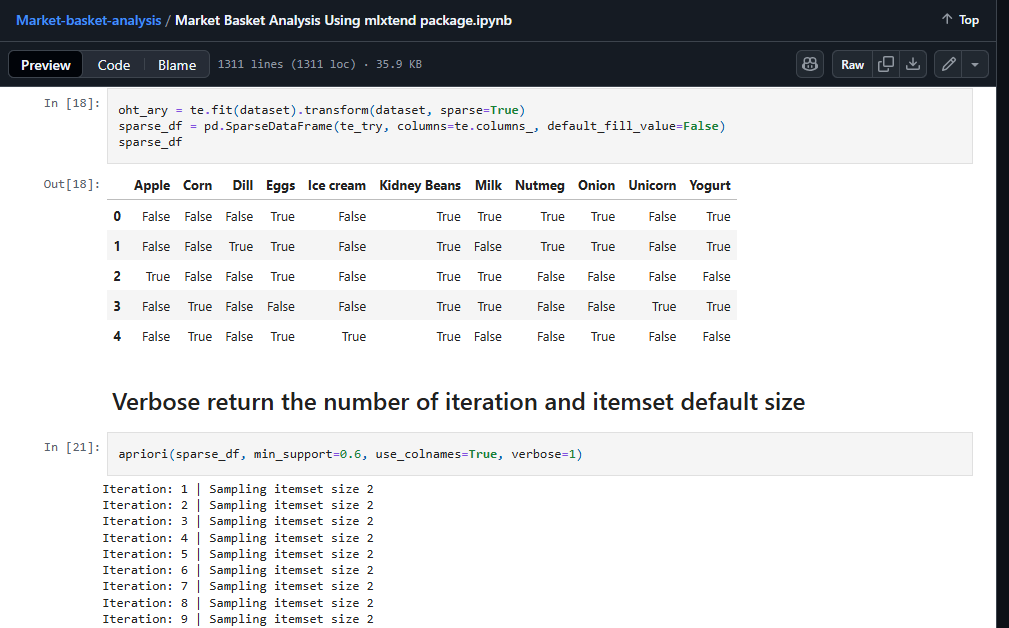 Market-basket-analysis / Market Basket Analysis Using mlxtend package.ipynb
Top
Preview Code Blame 1311 lines (1311 loc) · 35.9 KB Raw
In [18]:
oht_ary = te.fit(dataset).transform(dataset, sparse=True)
sparse_df = pd.SparseDataFrame(te_try, columns=te.columns_, default_fill_value=False)
sparse_df
Out[18]:
Apple Corn Dill Eggs Ice cream Kidney Beans Milk Nutmeg Onion Unicorn Yogurt
0 False False False True False True True True True False True
1 False False True True False True False True True False True
2 True False False True False True True False False False False
3 False True False False False True True False False True True
4 False True False True True True False False True False False
Verbose return the number of iteration and itemset default size
In [21]:
apriori(sparse_df, min_support=0.6, use_colnames=True, verbose=1)
Iteration: 1 | Sampling itemset size 2
Iteration: 2 | Sampling itemset size 2
Iteration: 3 | Sampling itemset size 2
Iteration: 4 | Sampling itemset size 2
Iteration: 5 | Sampling itemset size 2
Iteration: 6 | Sampling itemset size 2
Iteration: 7 | Sampling itemset size 2
Iteration: 8 | Sampling itemset size 2
Iteration: 9 | Sampling itemset size 2